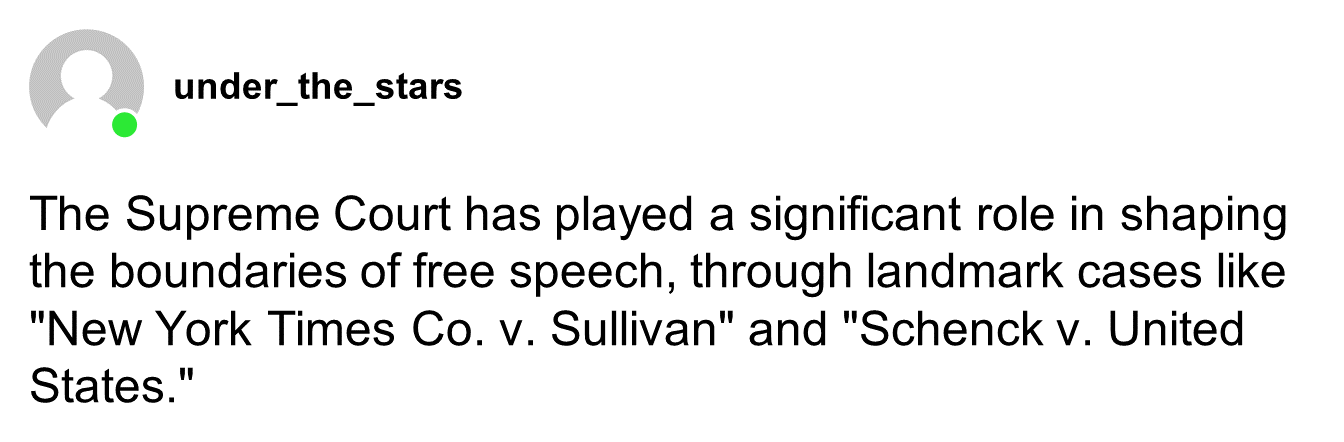 under_the_stars
The Supreme Court has played a significant role in shaping
the boundaries of free speech, through landmark cases like
"New York Times Co. v. Sullivan" and "Schenck v. United
States."